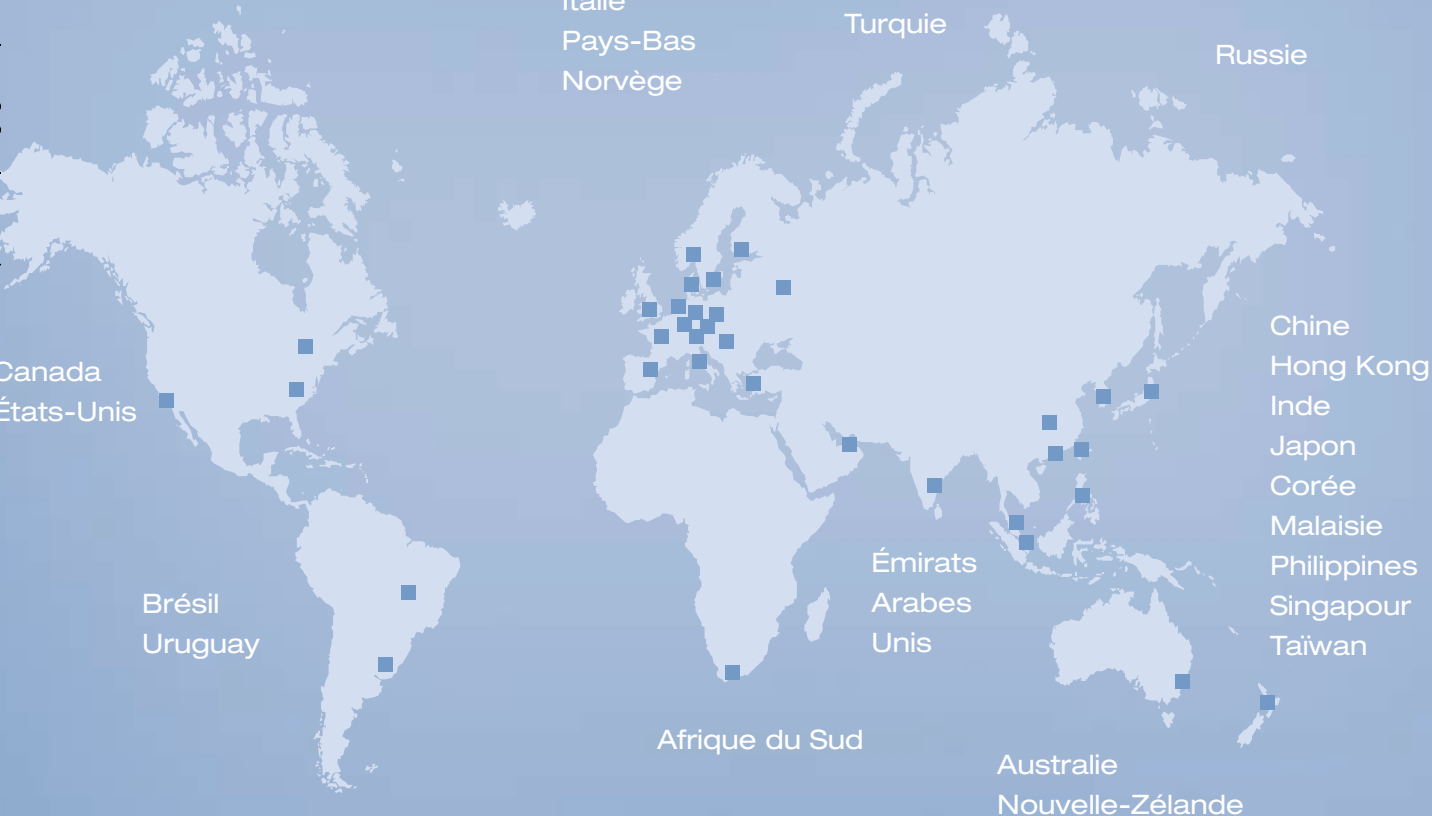 Italie
Pays-Bas
Norvège
Turquie
Russie
Canada
États-Unis
Chine
Hong Kong
Inde
Japon
Corée
Malaisie
Philippines
Singapour
Taïwan
Émirats
Arabes
Unis
Brésil
Uruguay
Afrique du Sud
Australie
Nouvelle-Zélande